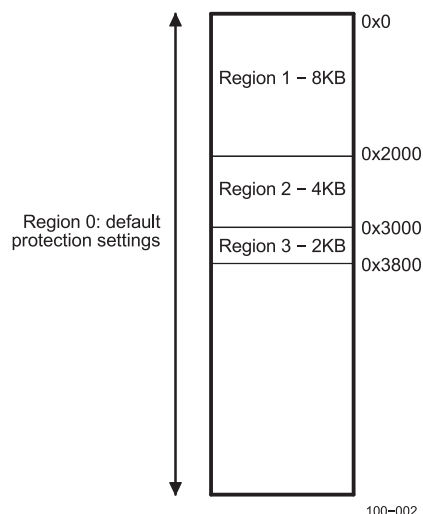 0x0
Region 1 – 8KB
0x2000
Region 2 – 4KB
Region 0: default
protection settings
0x3000
Region 3 – 2KB
0x3800
100–002